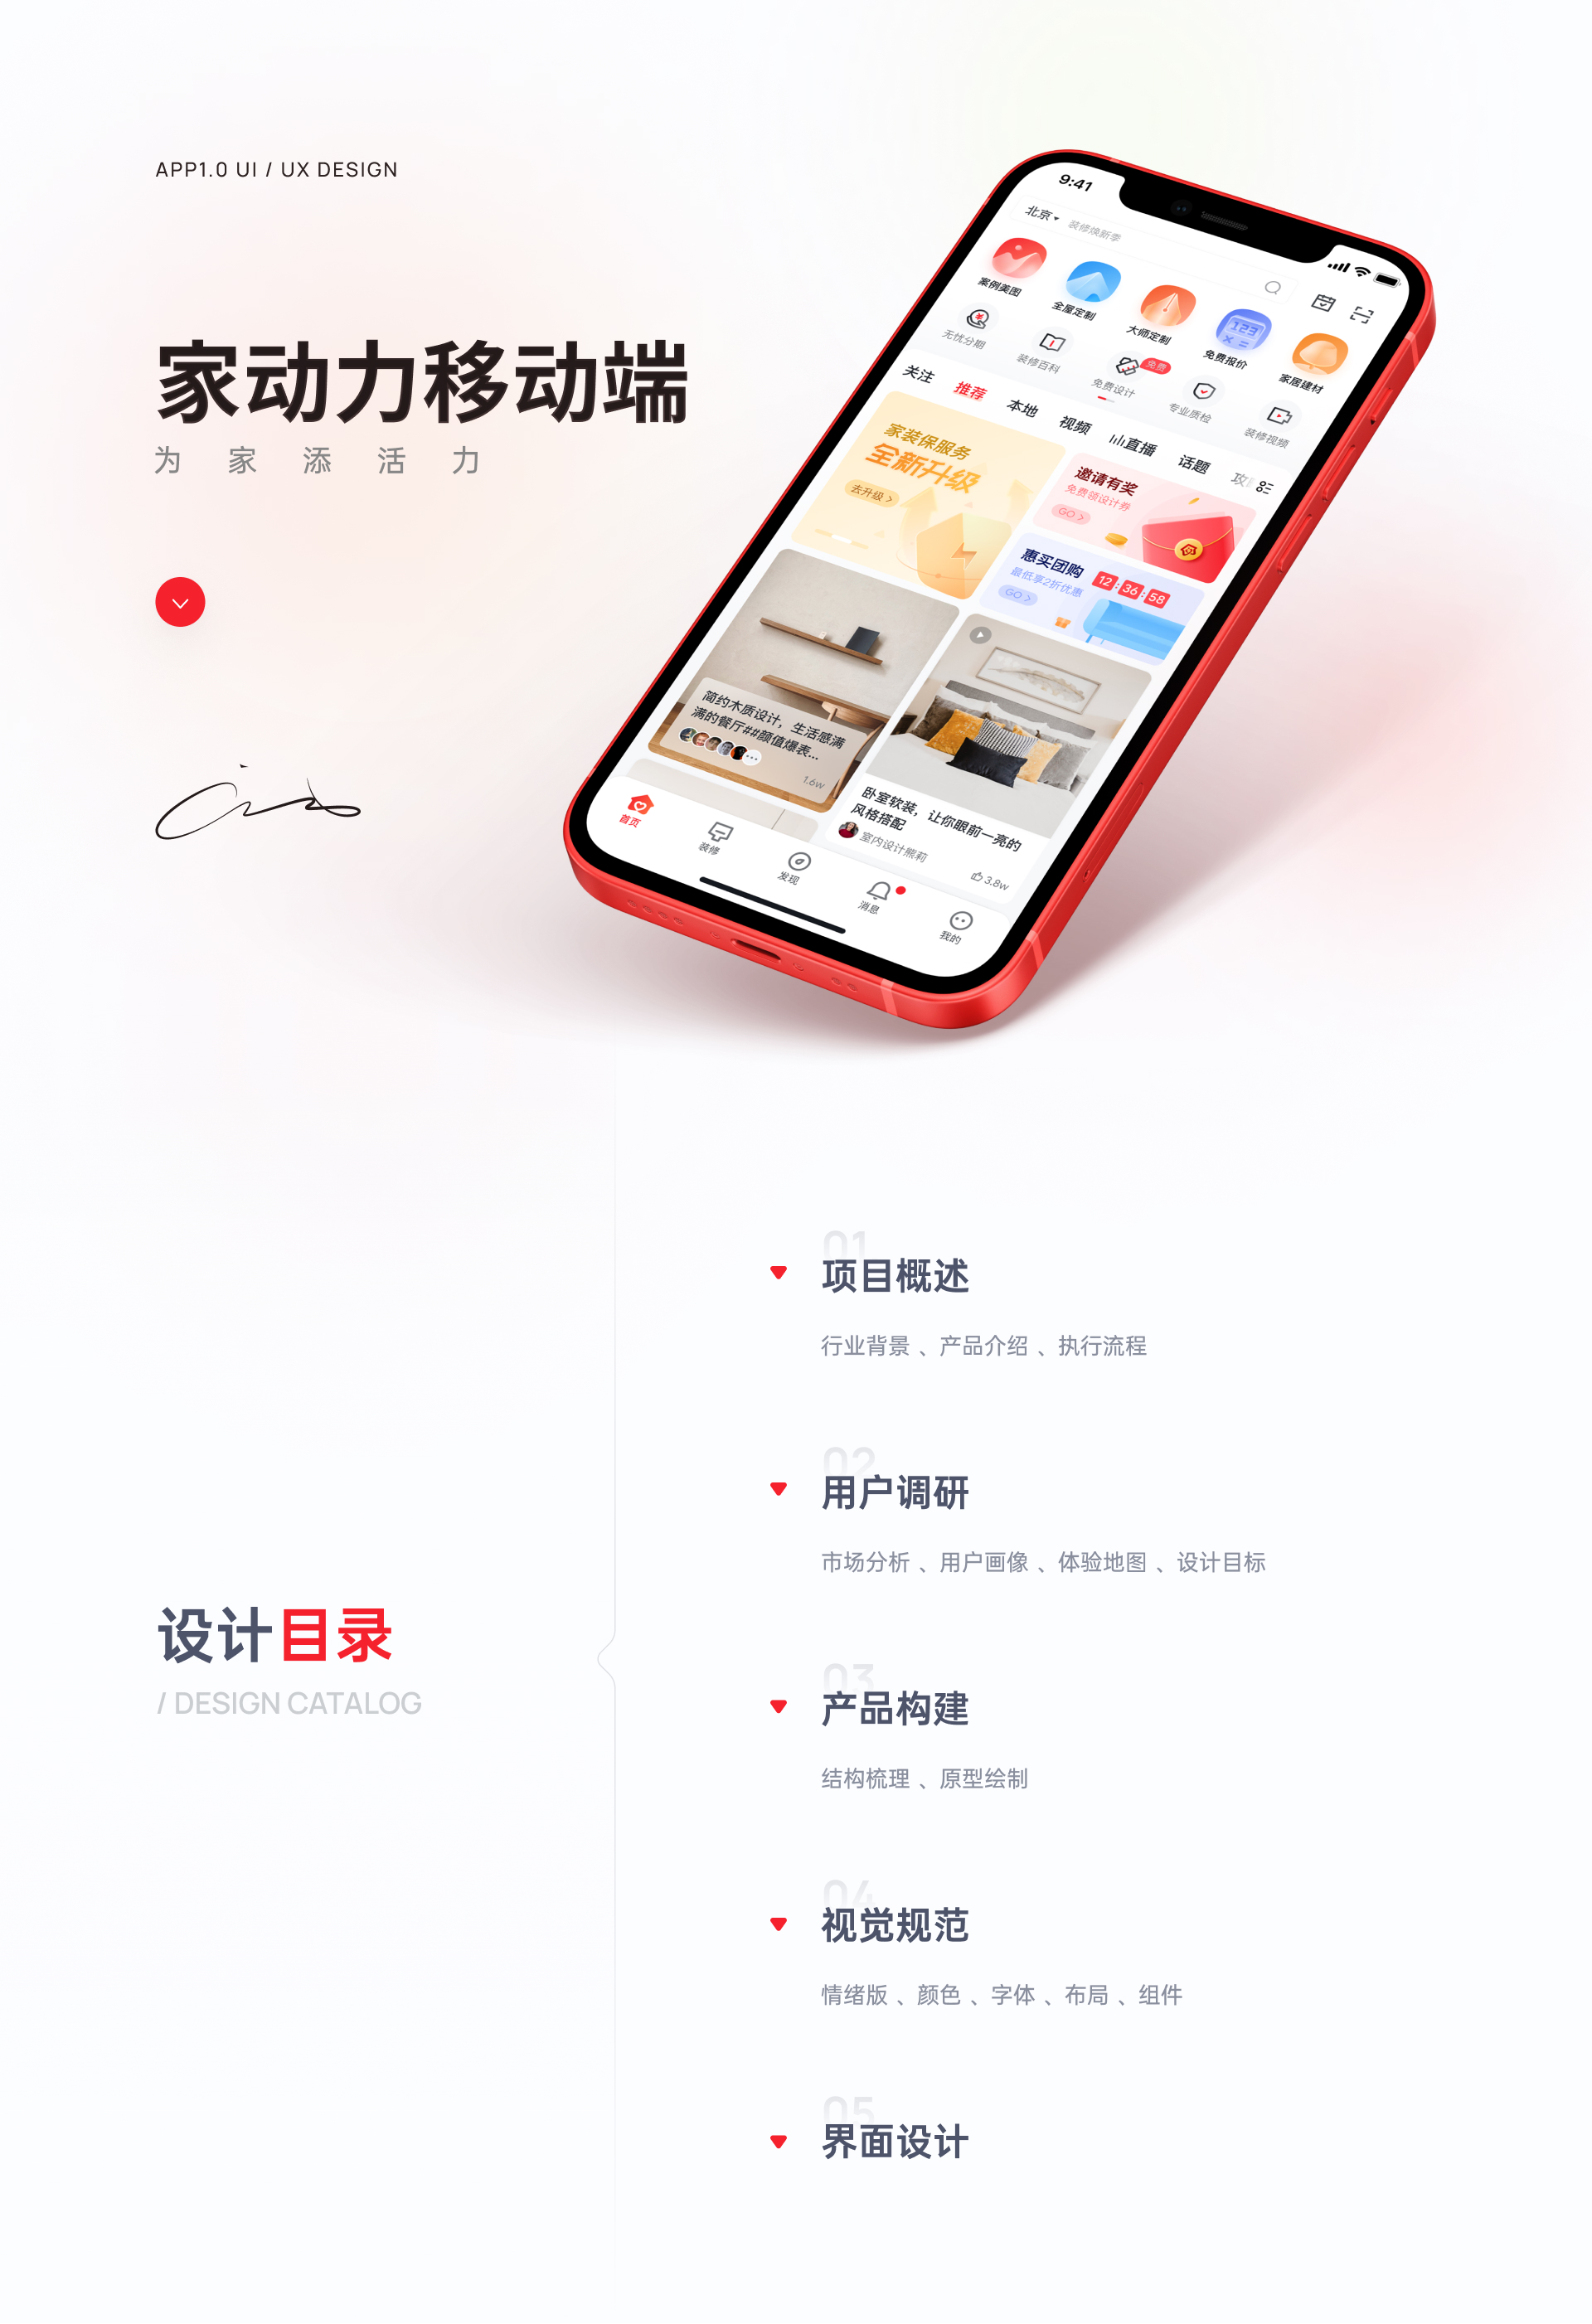 APP1.0 UI / UX DESIGN
家动力移动端
为家添活力
9:41
北京 装修焕新季
案例美图 全屋定制 大师定制 免费报价 家居建材
123
无忧分期 装修百科 免费设计 专业质检 装修视频
免费
关注 推荐 本地 视频 直播 话题 攻
家装保服务
全新升级
去升级 >
邀请有奖
免费领设计券
GO >
惠买团购
最低享2折优惠
12:36:58
GO >
简约木质设计，生活感满
满的餐厅##颜值爆表...
1.6w
卧室软装，让你眼前一亮的
风格搭配
室内设计熊莉
3.8w
首页 装修 发现 消息 我的
设计目录
/ DESIGN CATALOG
01
项目概述
行业背景 、产品介绍 、执行流程
02
用户调研
市场分析 、用户画像 、体验地图 、设计目标
03
产品构建
结构梳理 、原型绘制
04
视觉规范
情绪版 、颜色 、字体 、布局 、组件
05
界面设计